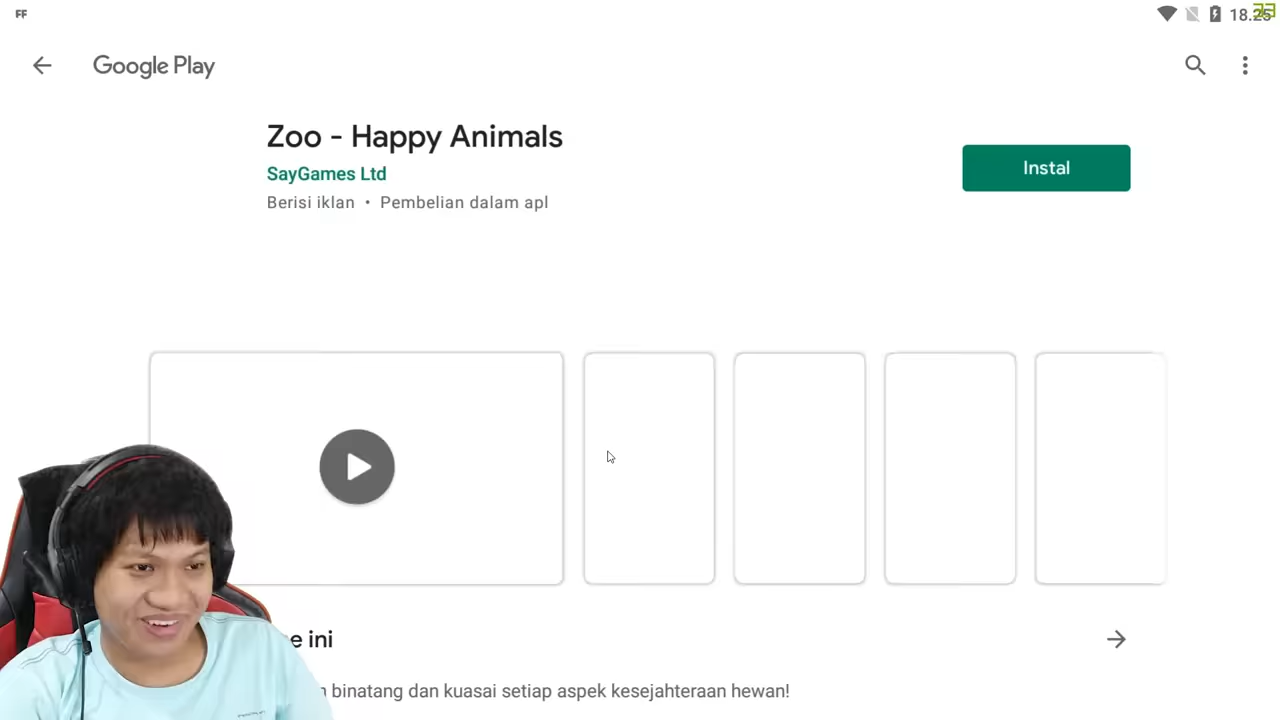 FF
18.25
33
Google Play
Zoo - Happy Animals
SayGames Ltd
Berisi iklan • Pembelian dalam apl
Instal
ini
binatang dan kuasai setiap aspek kesejahteraan hewan!